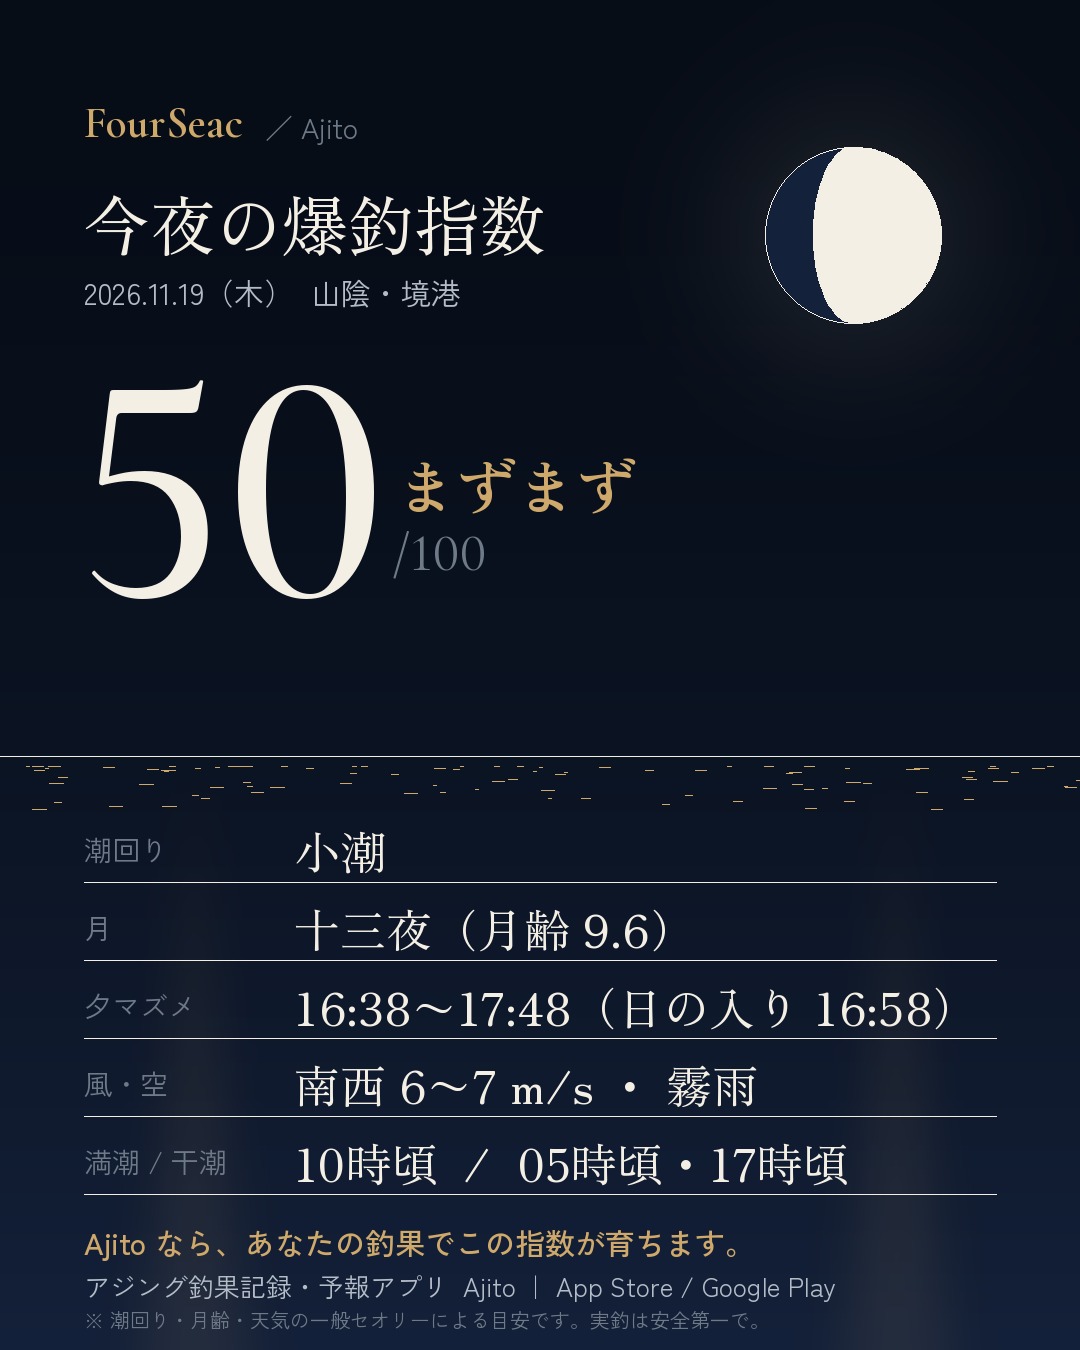 FourSeac ／ Ajito
今夜の爆釣指数
2026.11.19（木） 山陰・境港
50 まずまず
/100
潮回り 小潮
月 十三夜（月齢 9.6）
夕マズメ 16:38〜17:48（日の入り 16:58）
風・空 南西 6〜7 m/s ・ 霧雨
満潮 / 干潮 10時頃 / 05時頃・17時頃
Ajito なら、あなたの釣果でこの指数が育ちます。
アジング釣果記録・予報アプリ Ajito ｜ App Store / Google Play
※ 潮回り・月齢・天気の一般セオリーによる目安です。実釣は安全第一で。